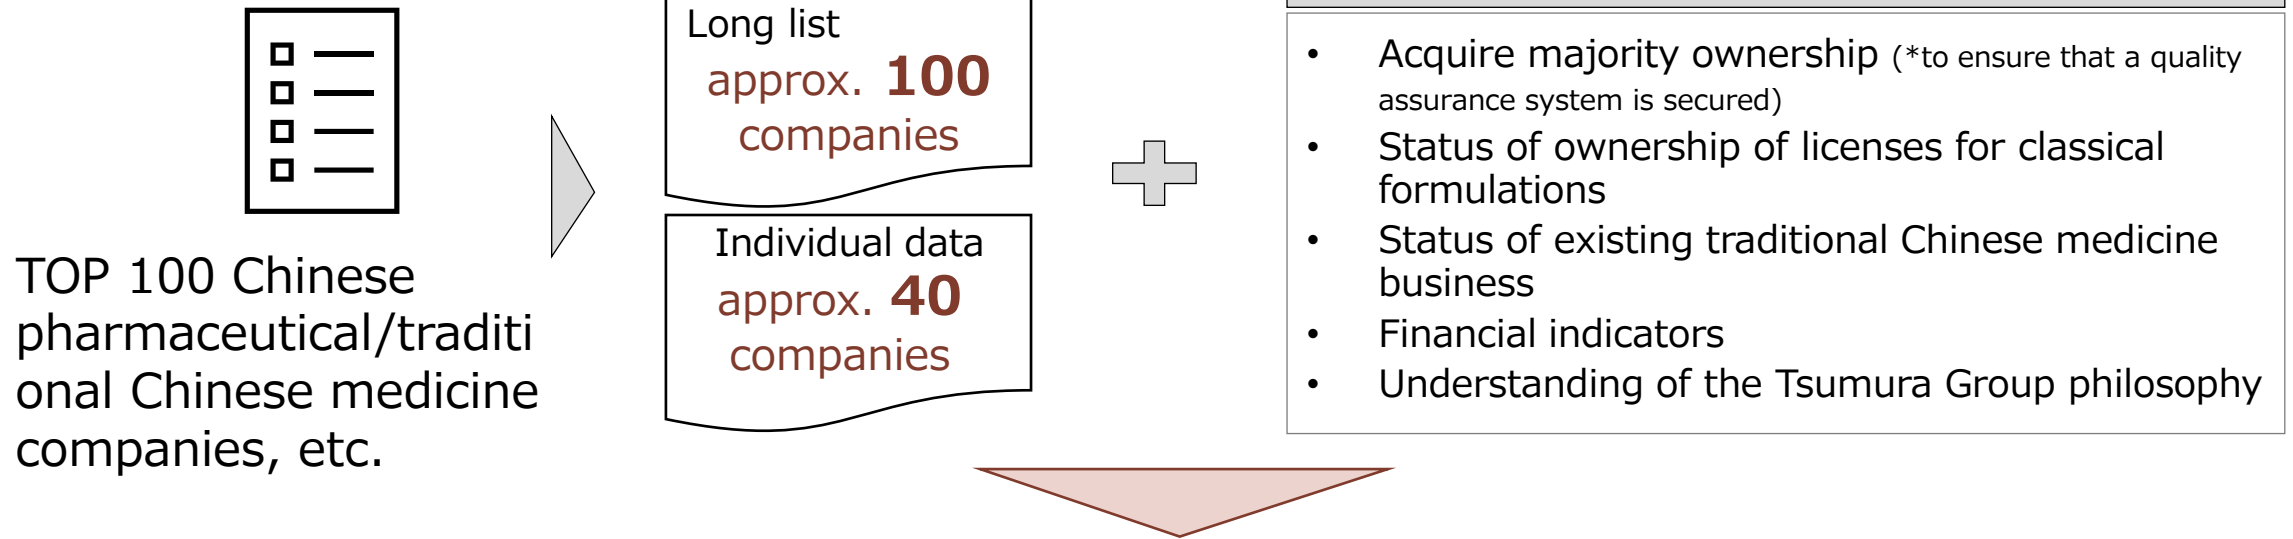 TOP 100 Chinese
pharmaceutical/traditi
onal Chinese medicine
companies, etc.
Long list
approx. 100
companies
Individual data
approx. 40
companies
• Acquire majority ownership (*to ensure that a quality
assurance system is secured)
• Status of ownership of licenses for classical
formulations
• Status of existing traditional Chinese medicine
business
• Financial indicators
• Understanding of the Tsumura Group philosophy